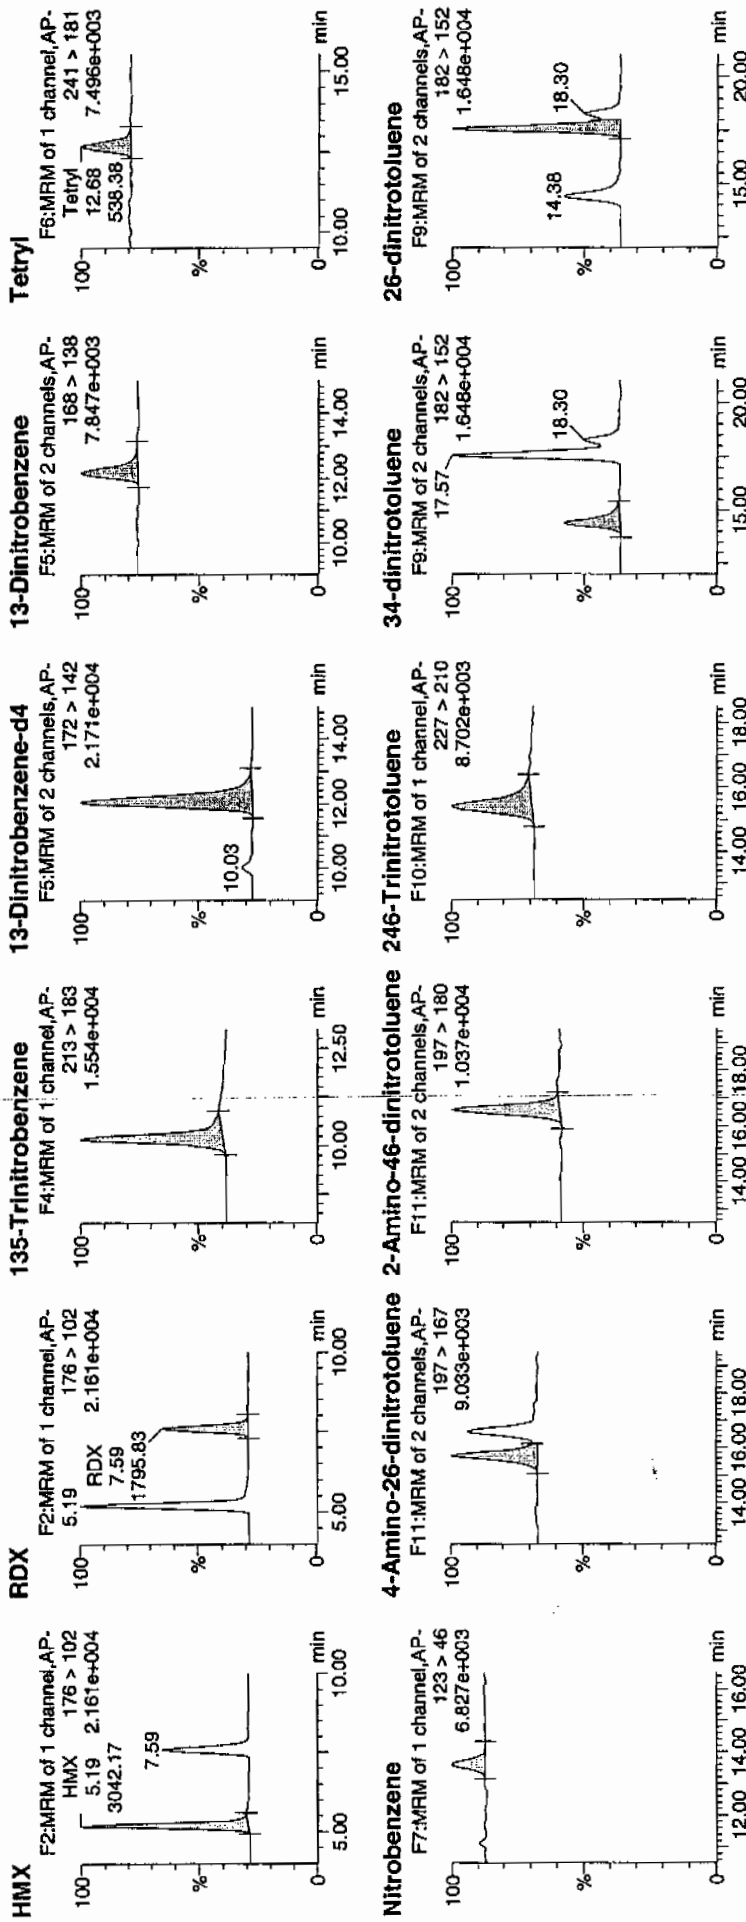 HMX
F2:MRM of 1 channel,AP-
176 > 102
2.161e+004
HMX
5.19
3042.17
7.59
100
%
0
5.00
10.00
min
RDX
F2:MRM of 1 channel,AP-
176 > 102
2.161e+004
5.19
RDX
7.59
1795.83
100
%
0
5.00
10.00
min
135-Trinitrobenzene
F4:MRM of 1 channel,AP-
213 > 183
1.554e+004
100
%
0
10.00
12.50
min
13-Dinitrobenzene-d4
F5:MRM of 2 channels,AP-
172 > 142
2.171e+004
10.03
100
%
0
10.00
12.00
14.00
min
13-Dinitrobenzene
F5:MRM of 2 channels,AP-
168 > 138
7.847e+003
100
%
0
10.00
12.00
14.00
min
Tetryl
F6:MRM of 1 channel,AP-
241 > 181
7.496e+003
Tetryl
12.68
538.38
100
%
0
10.00
15.00
min
Nitrobenzene
F7:MRM of 1 channel,AP-
123 > 46
6.827e+003
100
%
0
12.00
14.00
16.00
min
4-Amino-26-dinitrotoluene
F11:MRM of 2 channels,AP-
197 > 167
9.033e+003
100
%
0
14.00
16.00
18.00
min
2-Amino-46-dinitrotoluene
F11:MRM of 2 channels,AP-
197 > 180
1.037e+004
100
%
0
14.00
16.00
18.00
min
246-Trinitrotoluene
F10:MRM of 1 channel,AP-
227 > 210
8.702e+003
100
%
0
14.00
16.00
18.00
min
34-dinitrotoluene
F9:MRM of 2 channels,AP-
182 > 152
1.648e+004
17.57
18.30
100
%
0
15.00
20.00
min
26-dinitrotoluene
F9:MRM of 2 channels,AP-
182 > 152
1.648e+004
14.38
18.30
100
%
0
15.00
20.00
min